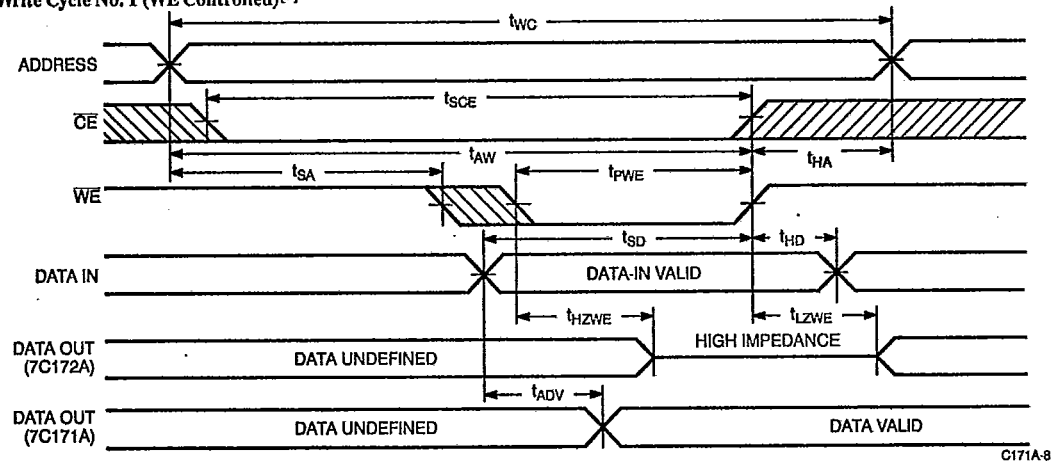 Write Cycle No. 1 (WE Controlled)
tWC
ADDRESS
tSCE
CE
tAW
tHA
tSA
tPWE
WE
tSD
tHD
DATA IN
DATA-IN VALID
tHZWE
tLZWE
DATA OUT
(7C172A)
DATA UNDEFINED
HIGH IMPEDANCE
tADV
DATA OUT
(7C171A)
DATA UNDEFINED
DATA VALID
C171A-8